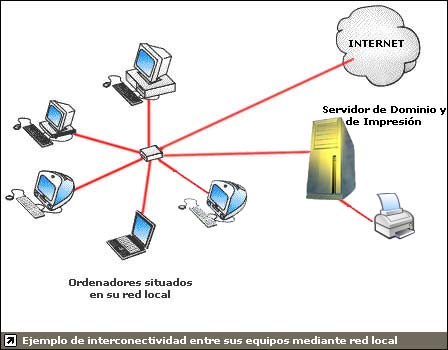 INTERNET
Servidor de Dominio y
de Impresión
Ordenadores situados
en su red local
Ejemplo de interconectividad entre sus equipos mediante red local